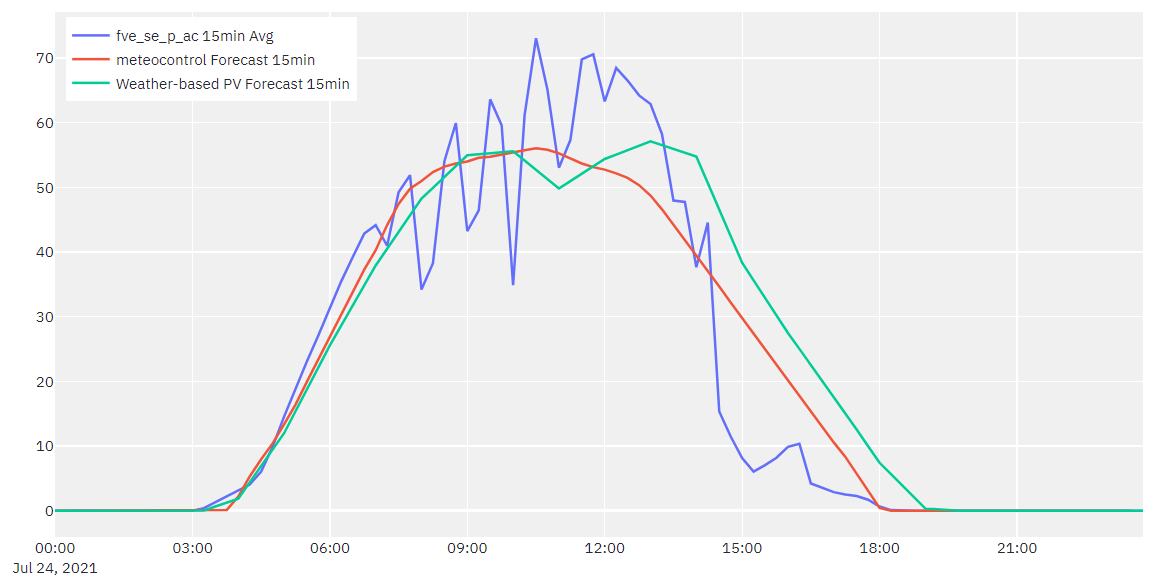 fve_se_p_ac 15min Avg
meteocontrol Forecast 15min
Weather-based PV Forecast 15min
70
60
50
40
30
20
10
0
00:00 03:00 06:00 09:00 12:00 15:00 18:00 21:00
Jul 24, 2021